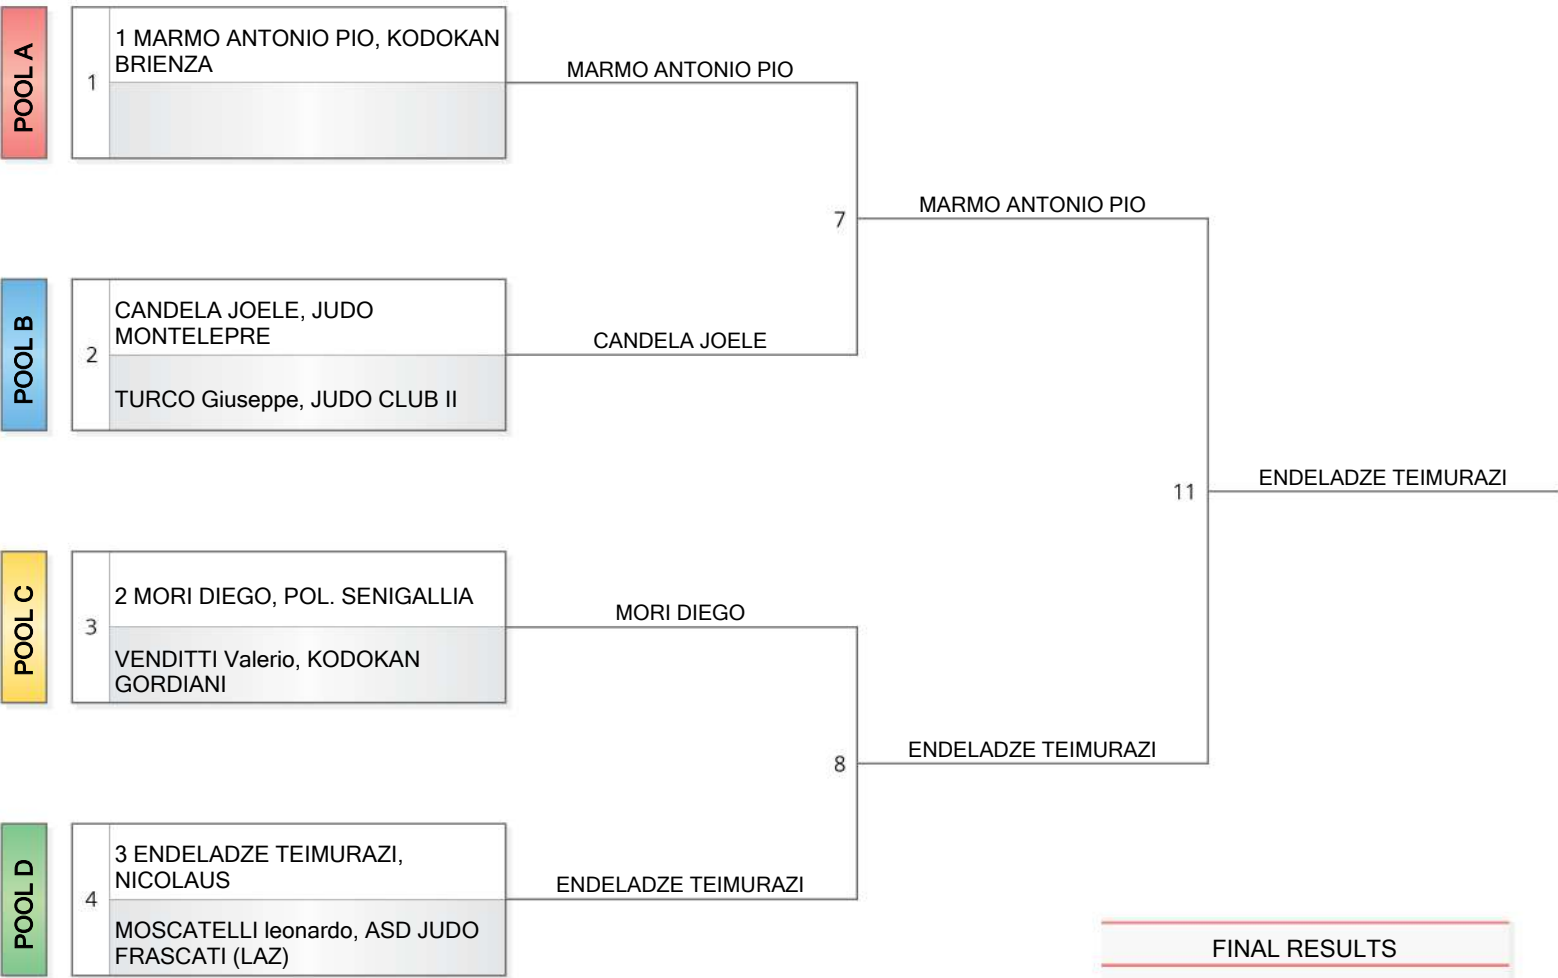 POOL A
1
1 MARMO ANTONIO PIO, KODOKAN
BRIENZA
MARMO ANTONIO PIO
7
MARMO ANTONIO PIO
POOL B
2
CANDELA JOELE, JUDO
MONTELEPRE
TURCO Giuseppe, JUDO CLUB II
CANDELA JOELE
11
ENDELADZE TEIMURAZI
POOL C
3
2 MORI DIEGO, POL. SENIGALLIA
VENDITTI Valerio, KODOKAN
GORDIANI
MORI DIEGO
8
ENDELADZE TEIMURAZI
POOL D
4
3 ENDELADZE TEIMURAZI,
NICOLAUS
MOSCATELLI leonardo, ASD JUDO
FRASCATI (LAZ)
ENDELADZE TEIMURAZI
FINAL RESULTS